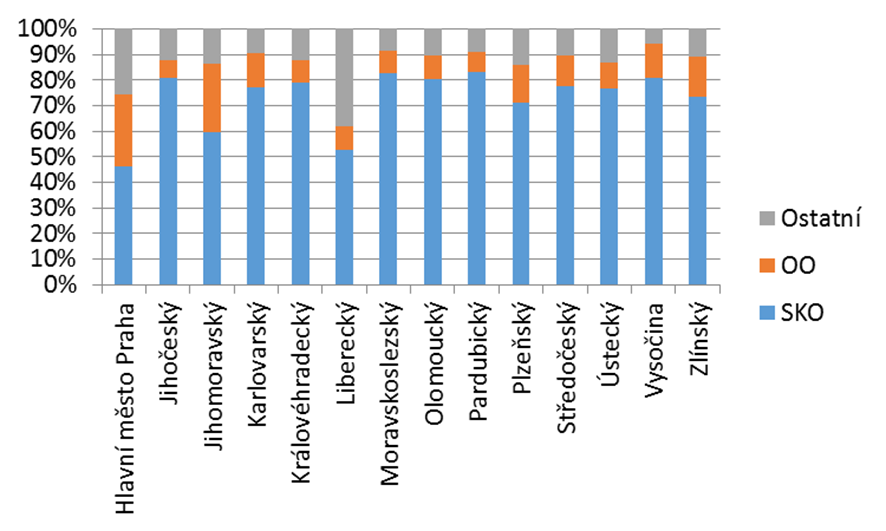 100%
90%
80%
70%
60%
50%
40%
30%
20%
10%
0%
Hlavní město Praha
Jihočeský
Jihomoravský
Karlovarský
Královéhradecký
Liberecký
Moravskoslezský
Olomoucký
Pardubický
Plzeňský
Středočeský
Ústecký
Vysočina
Zlínský
Ostatní
OO
SKO